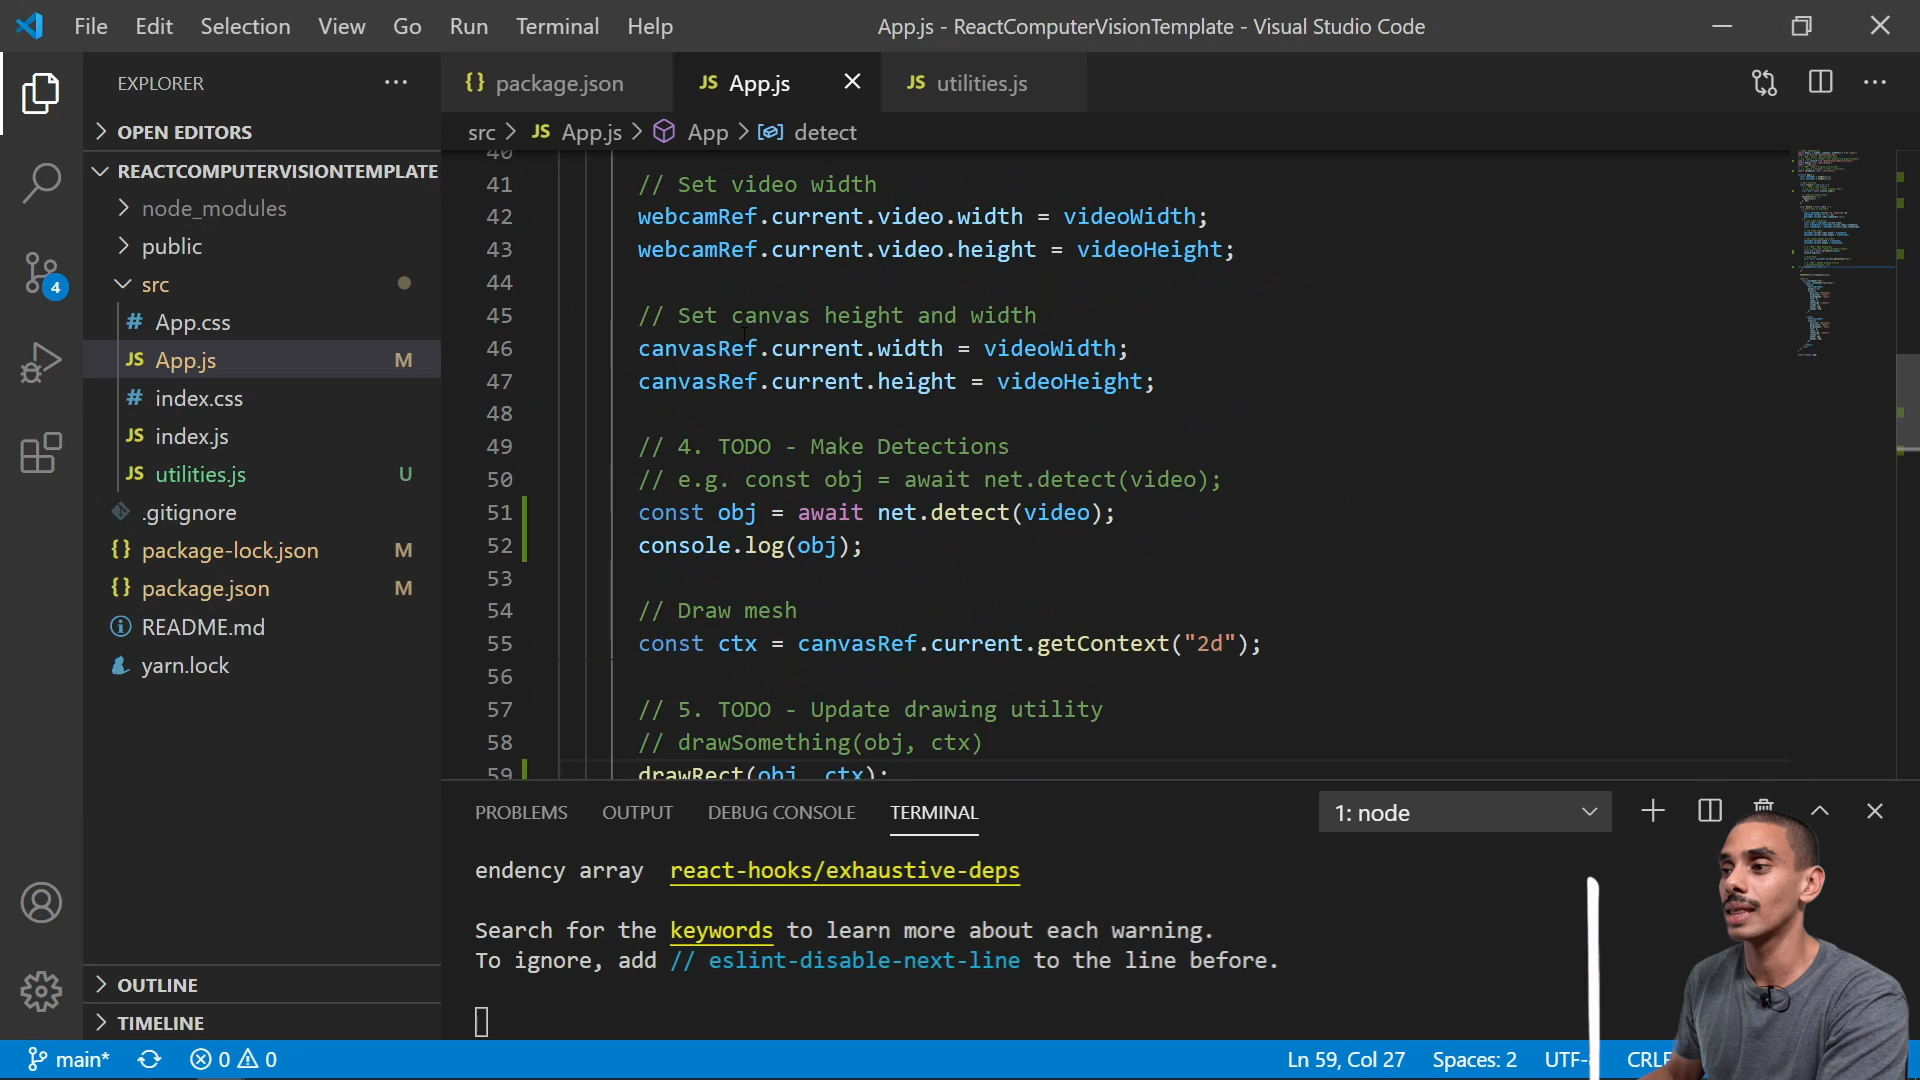 File Edit Selection View Go Run Terminal Help
App.js - ReactComputerVisionTemplate - Visual Studio Code
EXPLORER
OPEN EDITORS
REACTCOMPUTERVISIONTEMPLATE
node_modules
public
src
# App.css
JS App.js M
# index.css
JS index.js
JS utilities.js U
.gitignore
{} package-lock.json M
{} package.json M
README.md
yarn.lock
OUTLINE
TIMELINE
4
{} package.json JS App.js JS utilities.js
src > JS App.js > App > detect
40
41 // Set video width
42 webcamRef.current.video.width = videoWidth;
43 webcamRef.current.video.height = videoHeight;
44
45 // Set canvas height and width
46 canvasRef.current.width = videoWidth;
47 canvasRef.current.height = videoHeight;
48
49 // 4. TODO - Make Detections
50 // e.g. const obj = await net.detect(video);
51 const obj = await net.detect(video);
52 console.log(obj);
53
54 // Draw mesh
55 const ctx = canvasRef.current.getContext("2d");
56
57 // 5. TODO - Update drawing utility
58 // drawSomething(obj, ctx)
59 drawRect(obj, ctx);
PROBLEMS OUTPUT DEBUG CONSOLE TERMINAL 1: node
endency array react-hooks/exhaustive-deps
Search for the keywords to learn more about each warning.
To ignore, add // eslint-disable-next-line to the line before.
main* 0 0 Ln 59, Col 27 Spaces: 2 UTF- CRLF